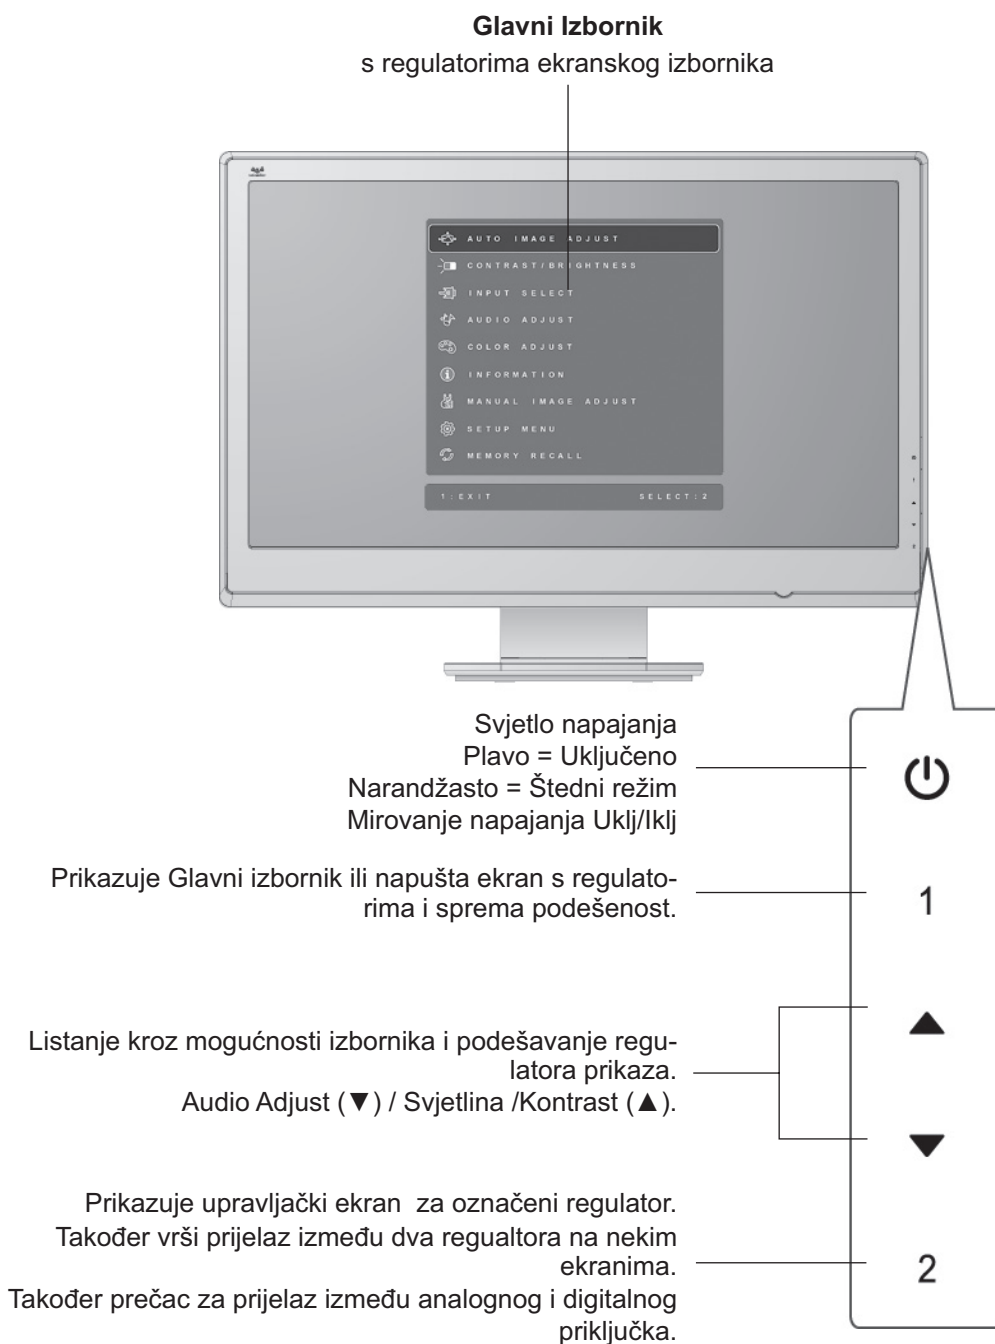 Glavni Izbornik
s regulatorima ekranskog izbornika
AUTO IMAGE ADJUST
CONTRAST/BRIGHTNESS
INPUT SELECT
AUDIO ADJUST
COLOR ADJUST
INFORMATION
MANUAL IMAGE ADJUST
SETUP MENU
MEMORY RECALL
1:EXIT SELECT:2
Svjetlo napajanja
Plavo = Uključeno
Narandžasto = Štedni režim
Mirovanje napajanja Uklj/Iklj
Prikazuje Glavni izbornik ili napušta ekran s regulato-
rima i sprema podešenost.
1
Listanje kroz mogućnosti izbornika i podešavanje regu-
latora prikaza.
Audio Adjust (▼) / Svjetlina /Kontrast (▲).
Prikazuje upravljački ekran za označeni regulator.
Također vrši prijelaz između dva regualtora na nekim
ekranima.
2
Također prečac za prijelaz između analognog i digitalnog
priključka.